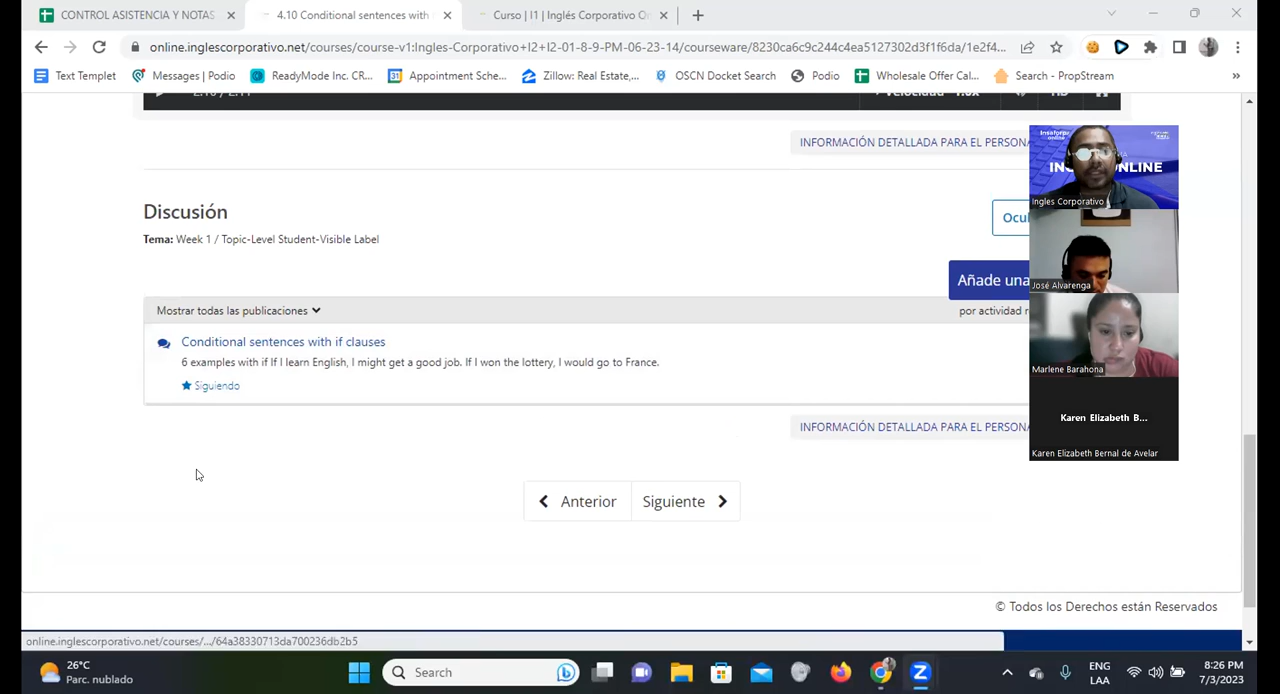 CONTROL ASISTENCIA Y NOTAS
4.10 Conditional sentences with
Curso | I1 | Inglés Corporativo On
online.inglescorporativo.net/courses/course-v1:Ingles-Corporativo+I2+I2-01-8-9-PM-06-23-14/courseware/8230ca6c9c244c4ea5127302d3f1f6da/1e2f4...
Text Templet
Messages | Podio
ReadyMode Inc. CR...
Appointment Sche...
Zillow: Real Estate,...
OSCN Docket Search
Podio
Wholesale Offer Cal...
Search - PropStream
»
INFORMACIÓN DETALLADA PARA EL PERSONA
Discusión
Ocul
Tema: Week 1 / Topic-Level Student-Visible Label
Añade una
Mostrar todas las publicaciones
por actividad r
Conditional sentences with if clauses
6 examples with if If I learn English, I might get a good job. If I won the lottery, I would go to France.
Siguiendo
INFORMACIÓN DETALLADA PARA EL PERSONA
Anterior
Siguiente
© Todos los Derechos están Reservados
online.inglescorporativo.net/courses/.../64a38330713da700236db2b5
Ingles Corporativo
José Alvarenga
Marlene Barahona
Karen Elizabeth B...
Karen Elizabeth Bernal de Avelar
26°C
Parc. nublado
Search
ENG
LAA
8:26 PM
7/3/2023